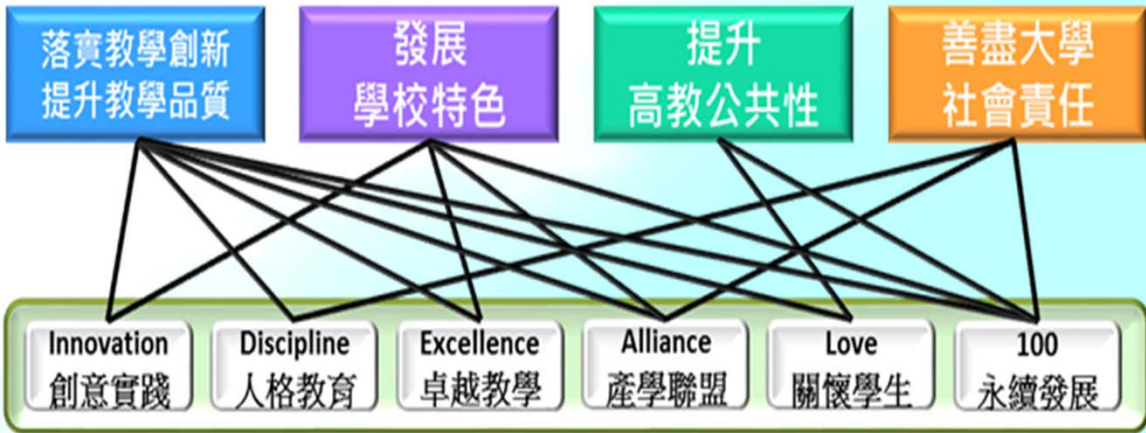 落實教學創新
提升教學品質
發展
學校特色
提升
高教公共性
善盡大學
社會責任
Innovation
創意實踐
Discipline
人格教育
Excellence
卓越教學
Alliance
產學聯盟
Love
關懷學生
100
永續發展